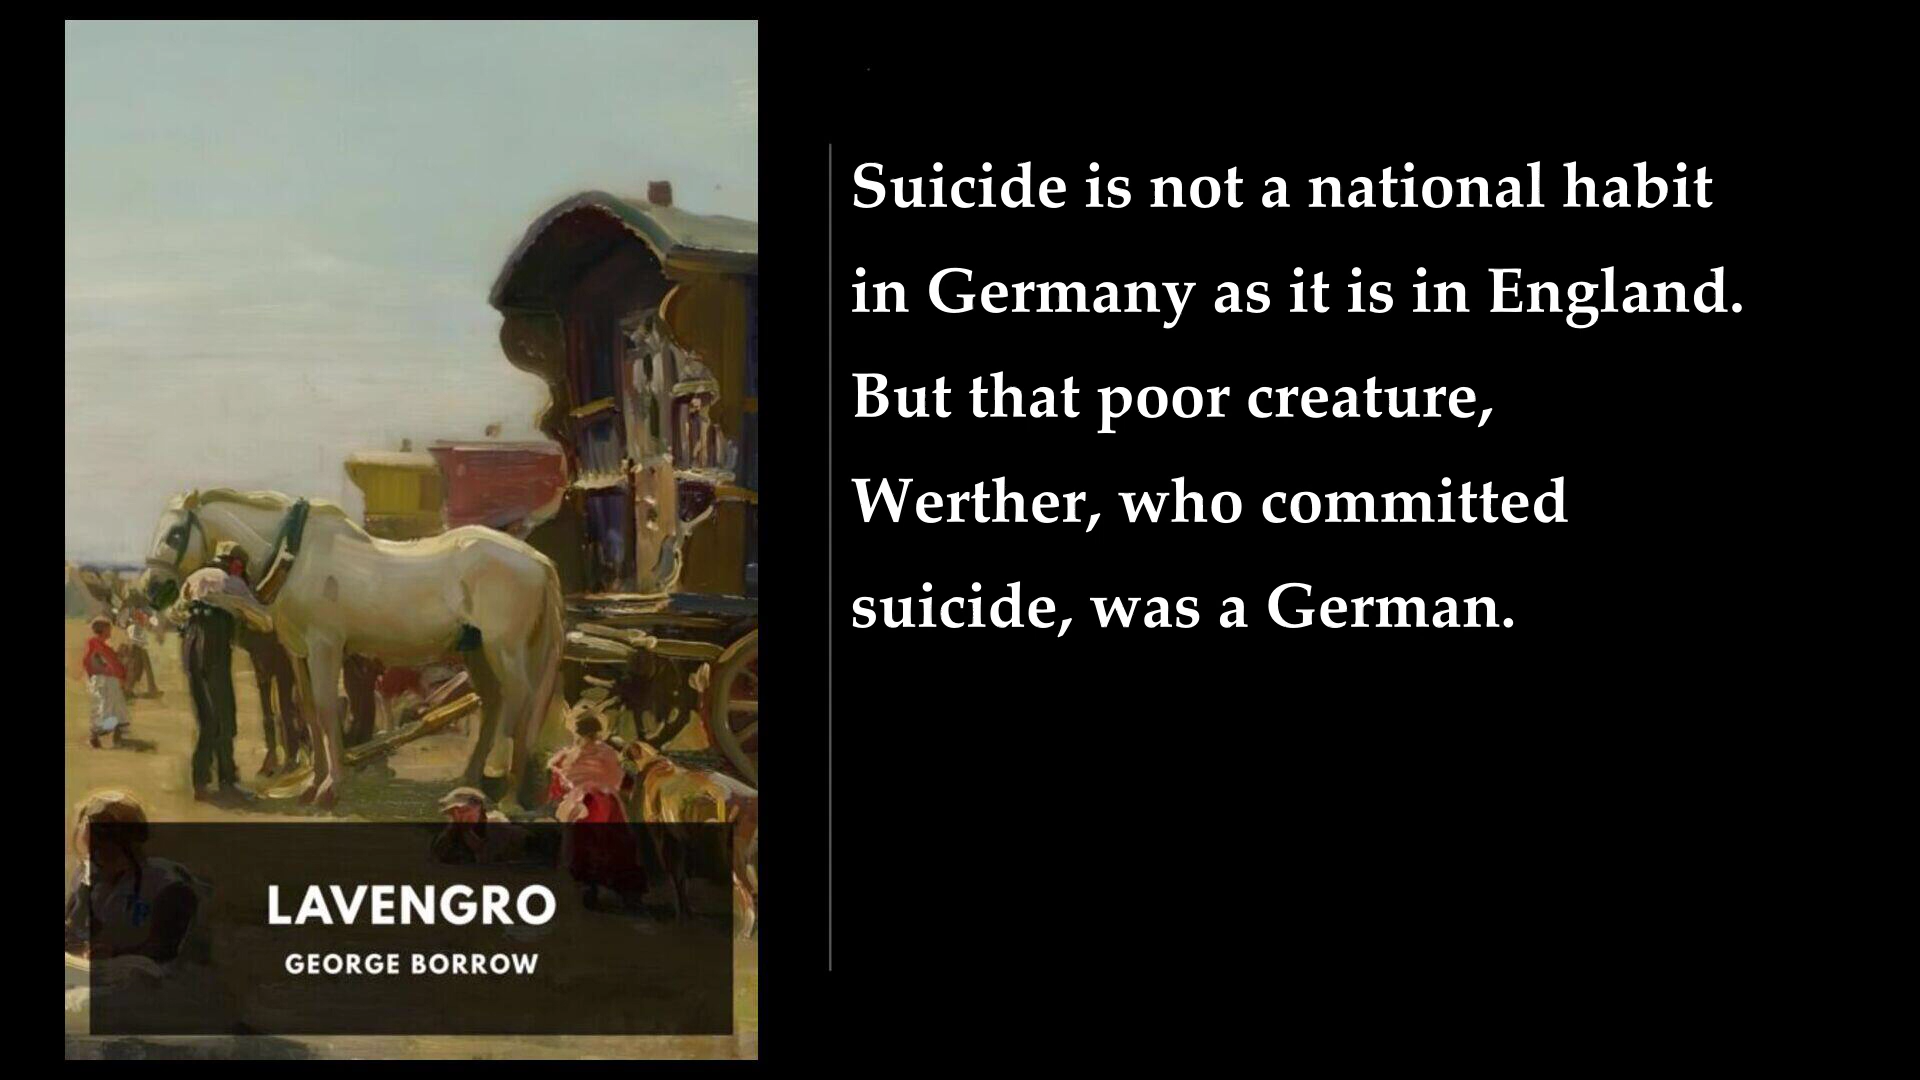 Suicide is not a national habit
in Germany as it is in England.
But that poor creature,
Werther, who committed
suicide, was a German.
LAVENGRO
GEORGE BORROW